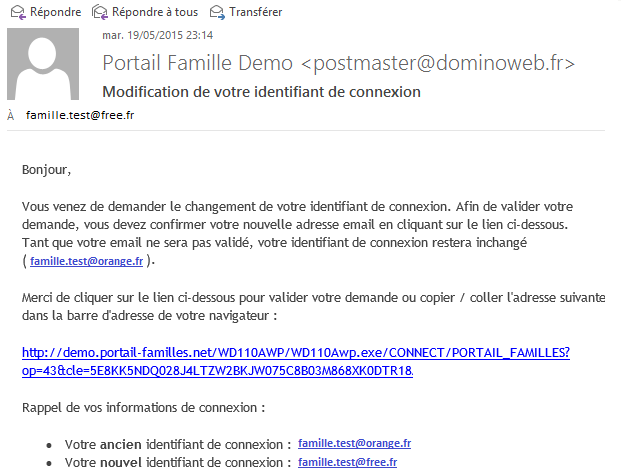 Répondre Répondre à tous Transférer
mar. 19/05/2015 23:14
Portail Famille Demo <postmaster@dominoweb.fr>
Modification de votre identifiant de connexion
À famille.test@free.fr
Bonjour,
Vous venez de demander le changement de votre identifiant de connexion. Afin de valider votre
demande, vous devez confirmer votre nouvelle adresse email en cliquant sur le lien ci-dessous.
Tant que votre email ne sera pas validé, votre identifiant de connexion restera inchangé
( famille.test@orange.fr ).
Merci de cliquer sur le lien ci-dessous pour valider votre demande ou copier / coller l'adresse suivante
dans la barre d'adresse de votre navigateur :
http://demo.portail-familles.net/WD110AWP/WD110Awp.exe/CONNECT/PORTAIL_FAMILLES?
op=43&cle=5E8KK5NDQ028J4LTZW2BKJW075C8B03M868XK0DTR18.
Rappel de vos informations de connexion :
• Votre ancien identifiant de connexion : famille.test@orange.fr
• Votre nouvel identifiant de connexion : famille.test@free.fr